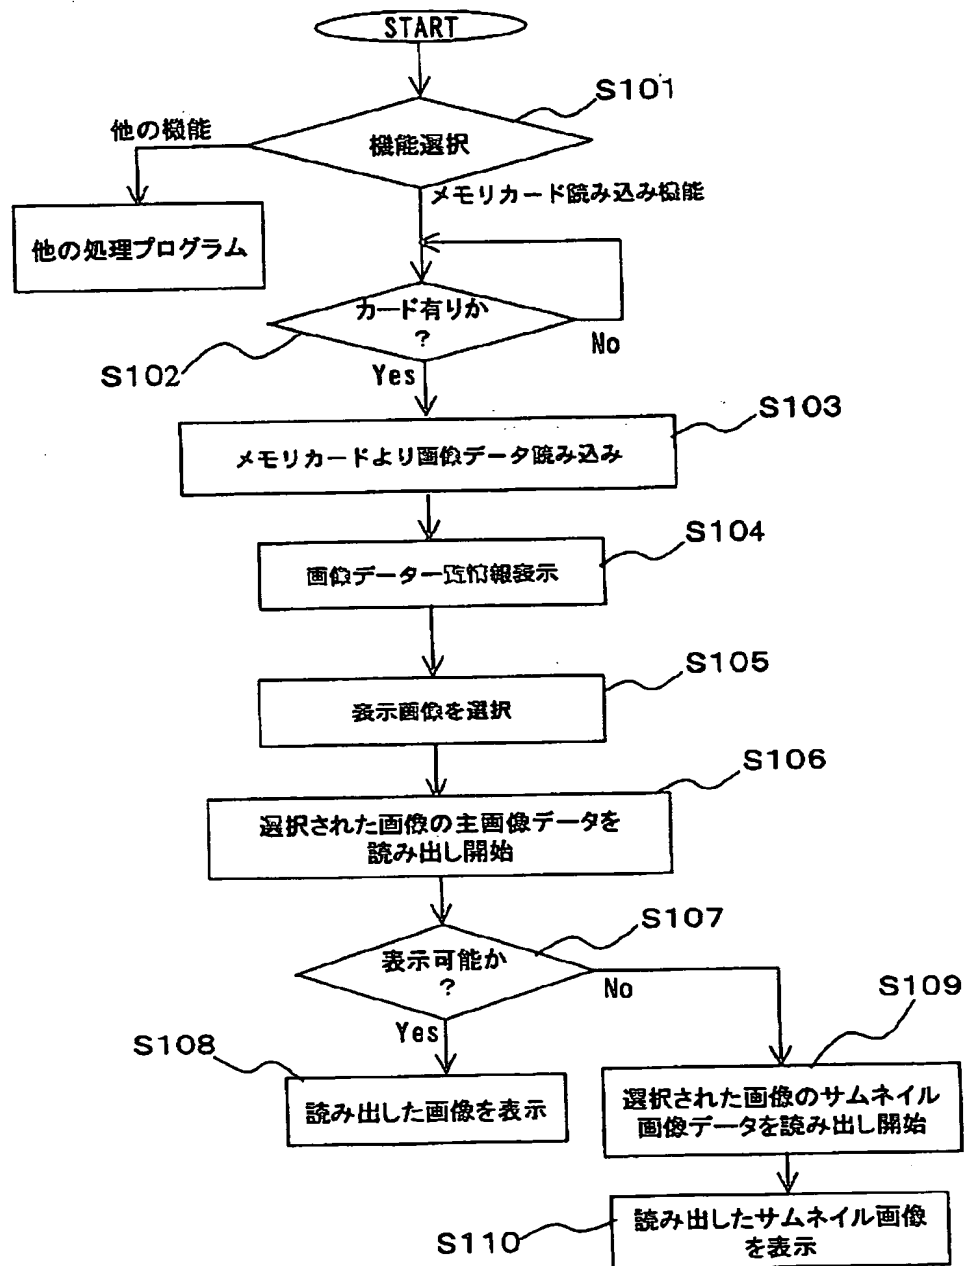 START
S101
他の機能
機能選択
メモリカード読み込み機能
他の処理プログラム
カード有りか
?
No
S102
Yes
S103
メモリカードより画像データ読み込み
S104
画像データ一覧情報表示
S105
表示画像を選択
S106
選択された画像の主画像データを
読み出し開始
S107
表示可能か
?
No
S109
Yes
S108
読み出した画像を表示
選択された画像のサムネイル
画像データを読み出し開始
S110
読み出したサムネイル画像
を表示